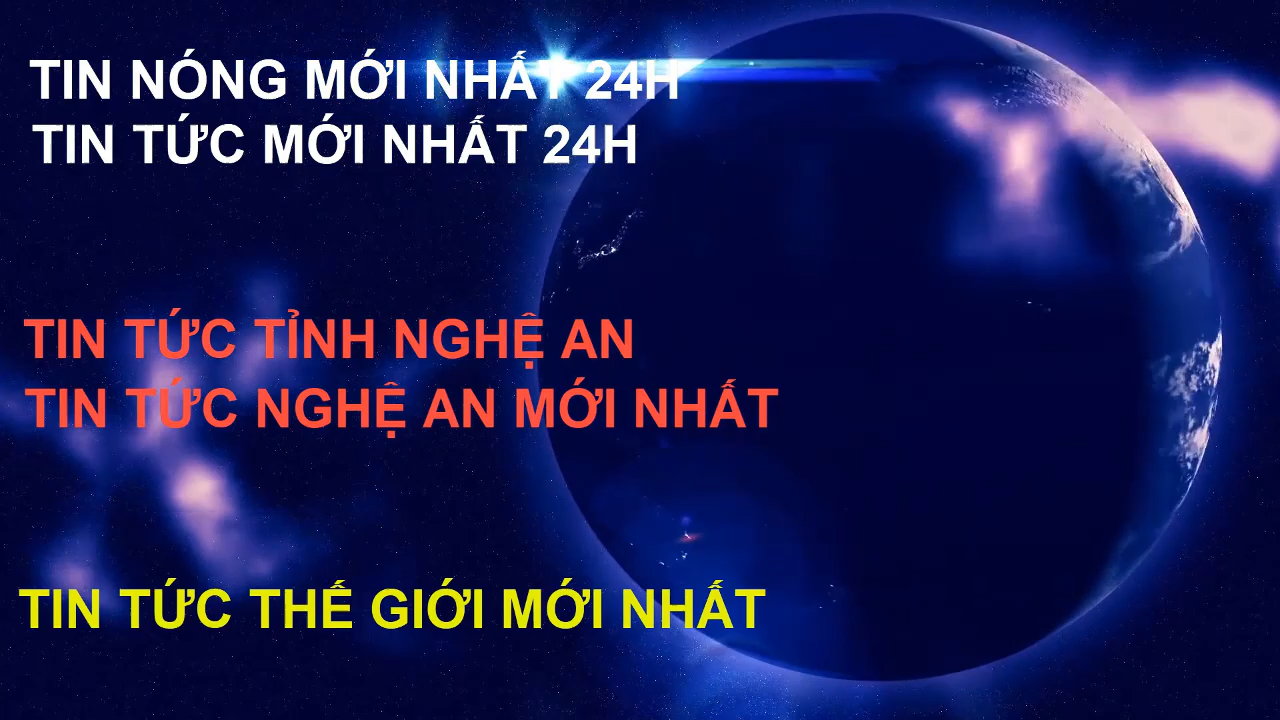 TIN NÓNG MỚI NHẤT 24H
TIN TỨC MỚI NHẤT 24H
TIN TỨC TỈNH NGHỆ AN
TIN TỨC NGHỆ AN MỚI NHẤT
TIN TỨC THẾ GIỚI MỚI NHẤT